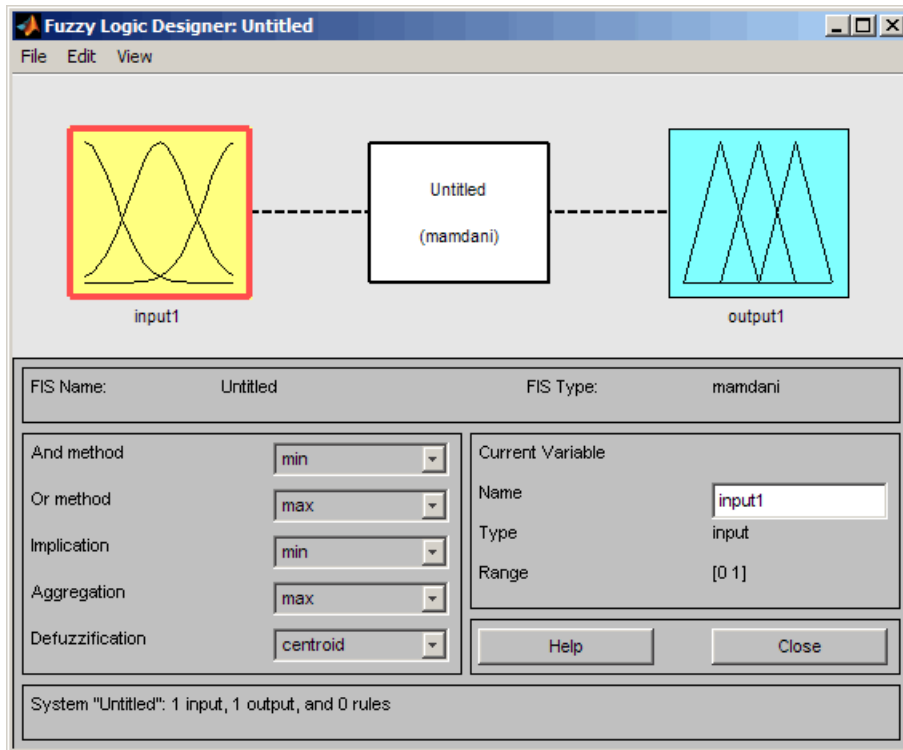 Fuzzy Logic Designer: Untitled
File Edit View
Untitled
(mamdani)
input1
output1
FIS Name: Untitled FIS Type: mamdani
And method min
Or method max
Implication min
Aggregation max
Defuzzification centroid
Current Variable
Name input1
Type input
Range [0 1]
Help Close
System "Untitled": 1 input, 1 output, and 0 rules